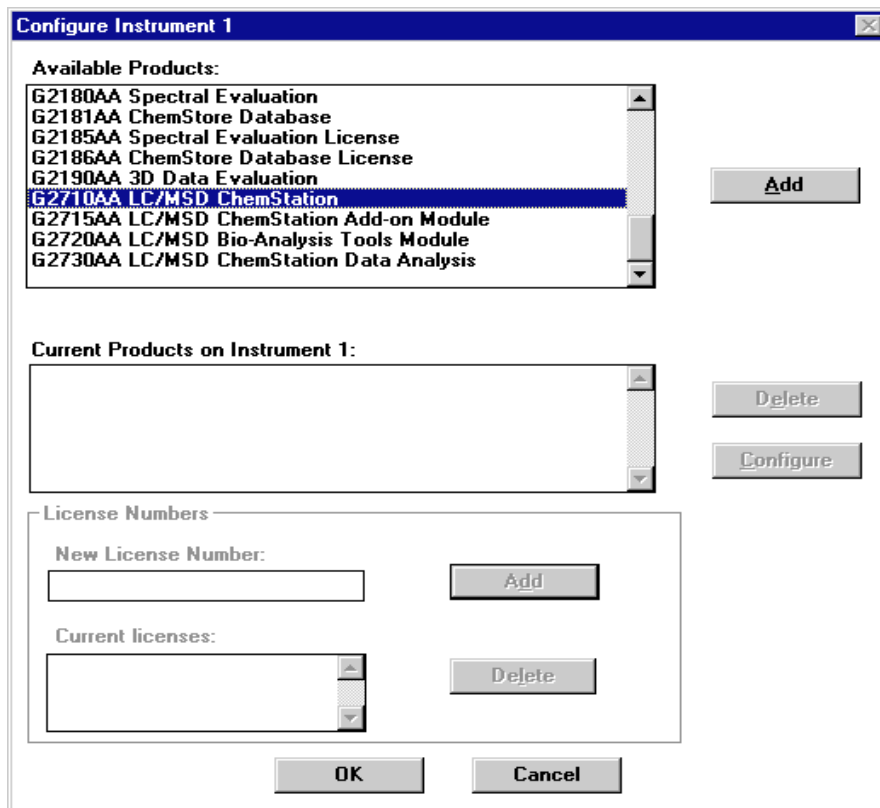 Configure Instrument 1
Available Products:
G2180AA Spectral Evaluation
G2181AA ChemStore Database
G2185AA Spectral Evaluation License
G2186AA ChemStore Database License
G2190AA 3D Data Evaluation
G2710AA LC/MSD ChemStation
G2715AA LC/MSD ChemStation Add-on Module
G2720AA LC/MSD Bio-Analysis Tools Module
G2730AA LC/MSD ChemStation Data Analysis
Add
Current Products on Instrument 1:
Delete
Configure
License Numbers
New License Number:
Add
Current licenses:
Delete
OK
Cancel